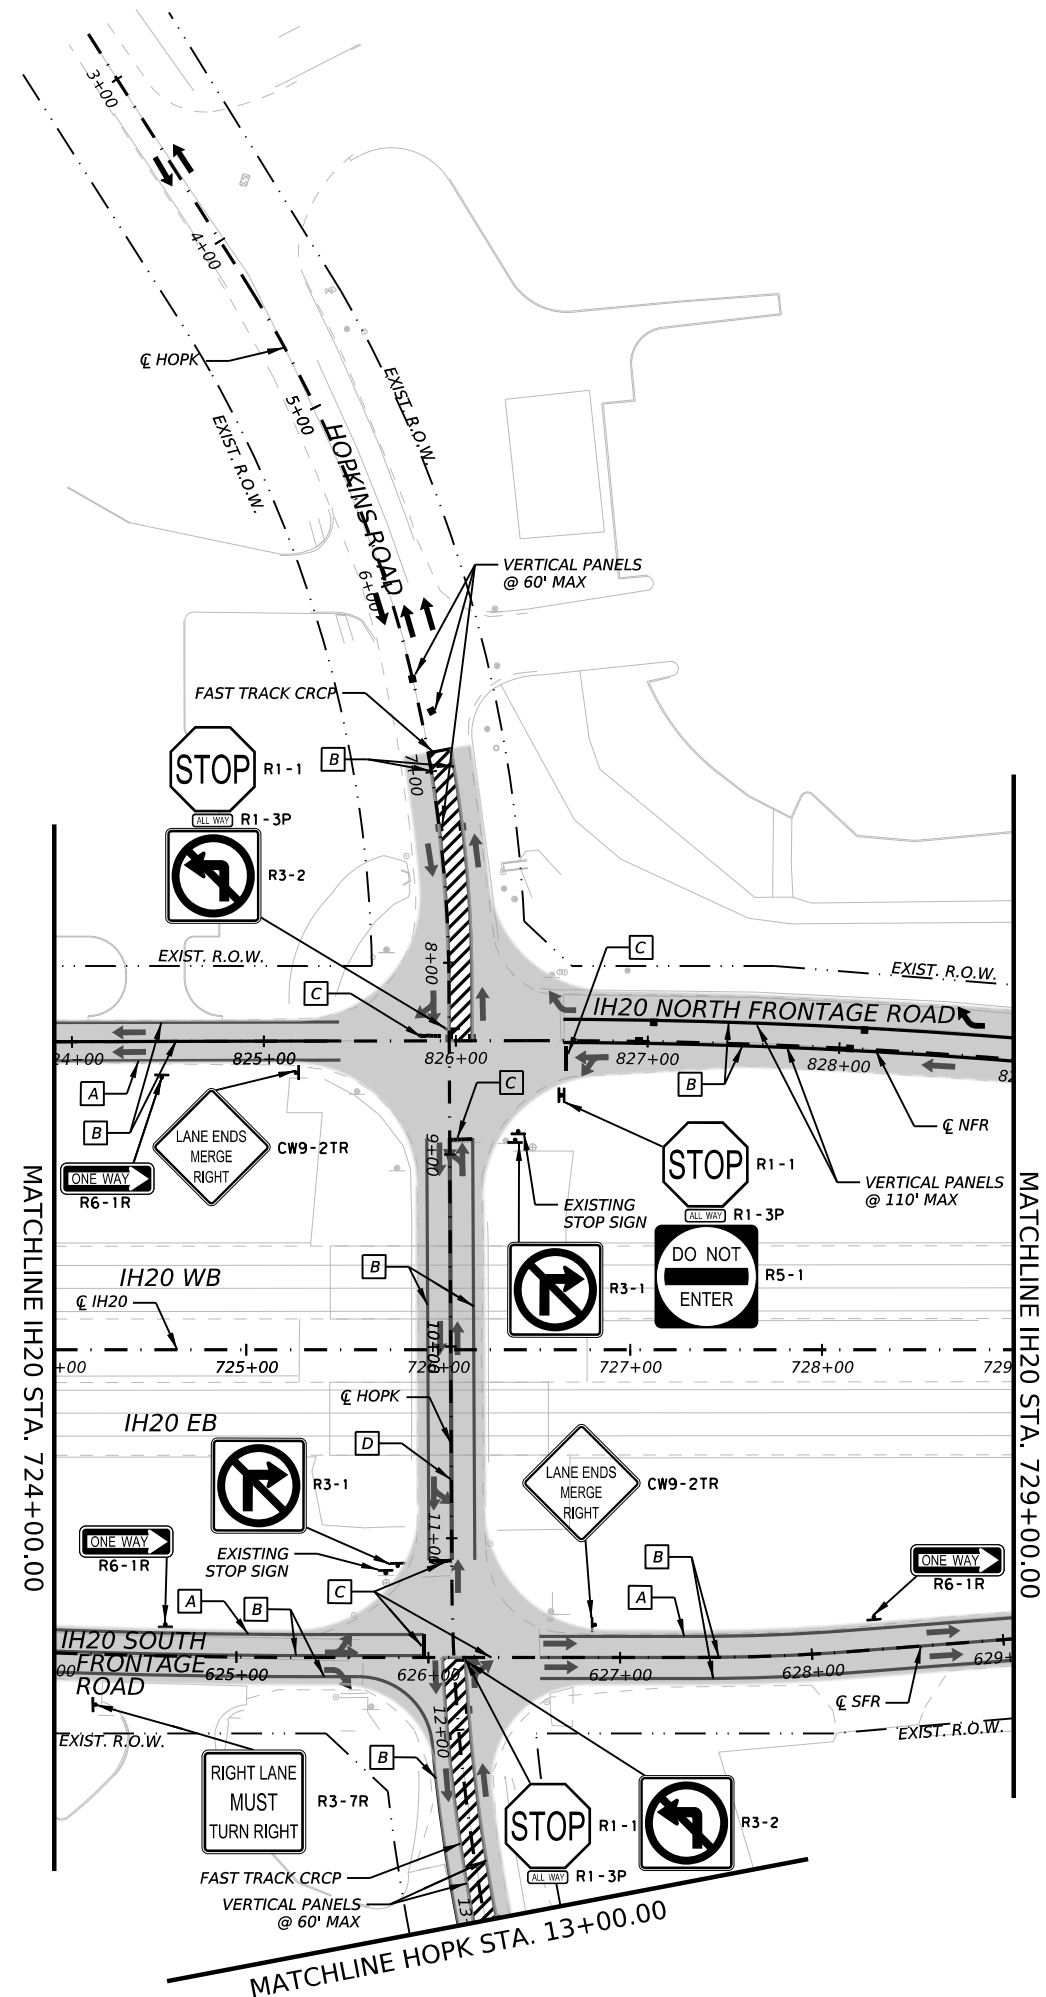 3+00
4+00
℄ HOPK
EXIST. R.O.W.
5+00
EXIST. R.O.W.
HOPKINS ROAD
6+00
VERTICAL PANELS
@ 60' MAX
FAST TRACK CRCP
STOP
R1-1
B
7+00
ALL WAY
R1-3P
R3-2
8+00
EXIST. R.O.W.
C
EXIST. R.O.W.
C
IH20 NORTH FRONTAGE ROAD
24+00
825+00
826+00
827+00
828+00
82
A
C
B
B
℄ NFR
LANE ENDS
MERGE
RIGHT
CW9-2TR
9+00
ONE WAY
R6-1R
STOP
R1-1
EXISTING
STOP SIGN
VERTICAL PANELS
@ 110' MAX
ALL WAY
R1-3P
MATCHLINE IH20 STA. 724+00.00
MATCHLINE IH20 STA. 729+00.00
DO NOT
ENTER
R5-1
R3-1
IH20 WB
B
℄ IH20
10+00
+00
725+00
726+00
727+00
728+00
729
℄ HOPK
IH20 EB
D
R3-1
LANE ENDS
MERGE
RIGHT
CW9-2TR
11+00
ONE WAY
R6-1R
EXISTING
STOP SIGN
B
ONE WAY
R6-1R
A
B
C
A
IH20 SOUTH
FRONTAGE
ROAD
00
625+00
626+00
627+00
628+00
629+
12+00
℄ SFR
EXIST. R.O.W.
EXIST. R.O.W.
B
RIGHT LANE
MUST
TURN RIGHT
R3-7R
STOP
R1-1
R3-2
FAST TRACK CRCP
ALL WAY
R1-3P
VERTICAL PANELS
@ 60' MAX
13
MATCHLINE HOPK STA. 13+00.00